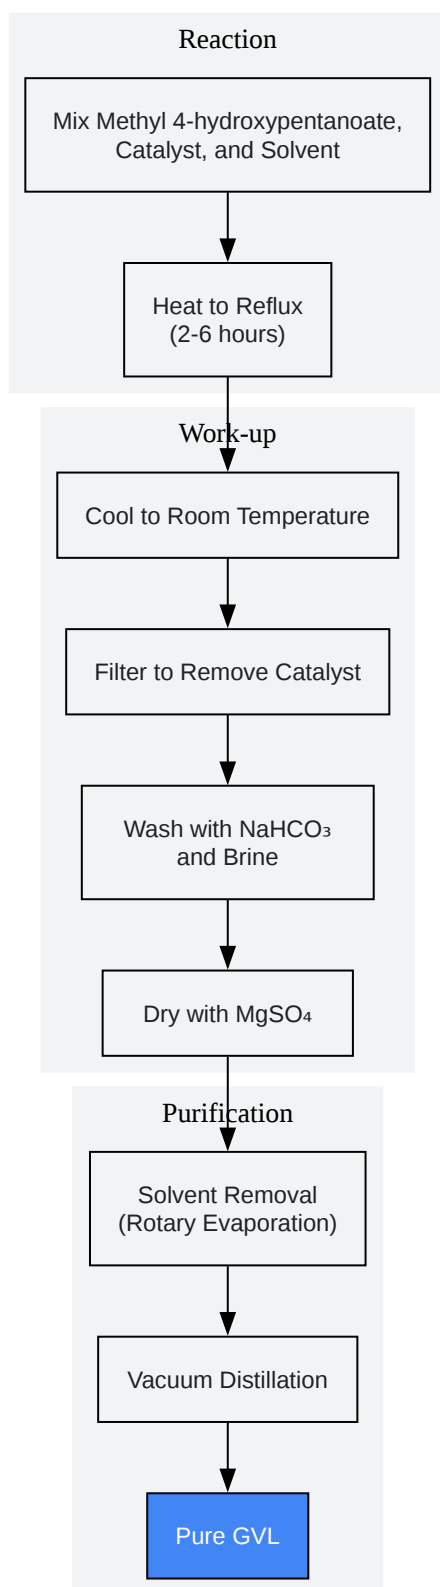 Reaction
Mix Methyl 4-hydroxypentanoate,
Catalyst, and Solvent
Heat to Reflux
(2-6 hours)
Work-up
Cool to Room Temperature
Filter to Remove Catalyst
Wash with NaHCO₃
and Brine
Dry with MgSO₄
Purification
Solvent Removal
(Rotary Evaporation)
Vacuum Distillation
Pure GVL